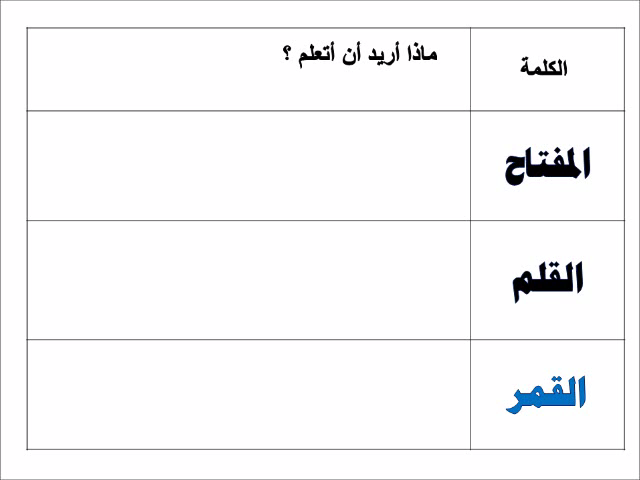 الكلمة
ماذا أريد أن أتعلم ؟
المفتاح
القلم
القمر